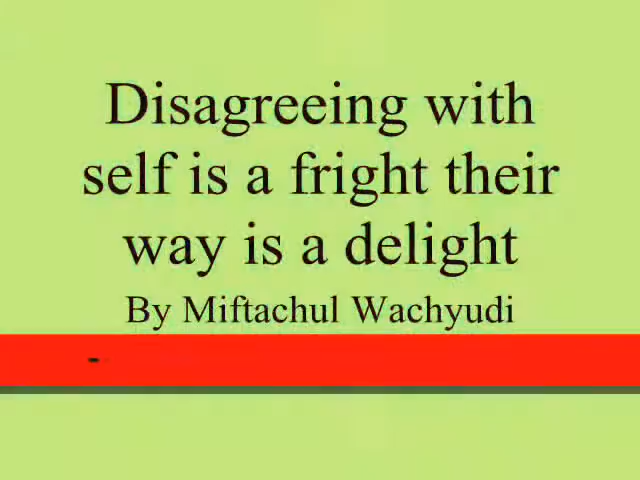 Disagreeing with
self is a fright their
way is a delight
By Miftachul Wachyudi
-